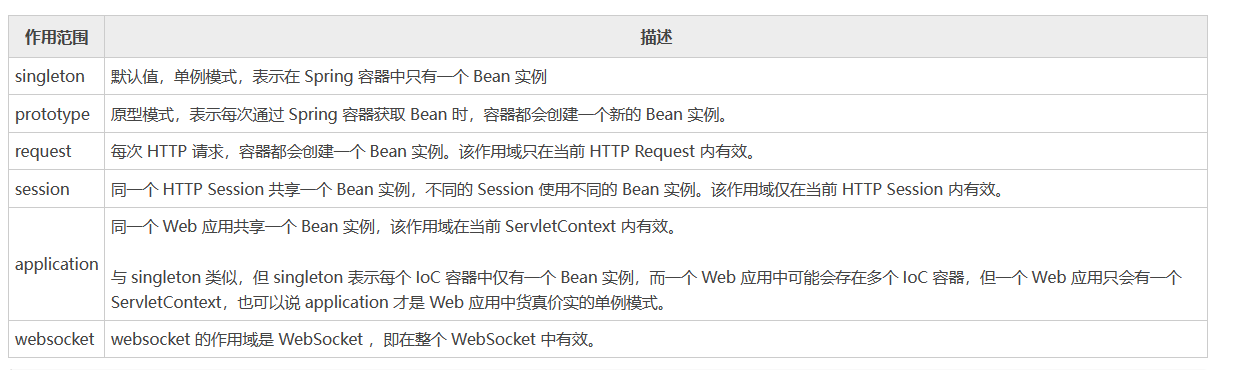 作用范围 描述
singleton 默认值，单例模式，表示在 Spring 容器中只有一个 Bean 实例
prototype 原型模式，表示每次通过 Spring 容器获取 Bean 时，容器都会创建一个新的 Bean 实例。
request 每次 HTTP 请求，容器都会创建一个 Bean 实例。该作用域只在当前 HTTP Request 内有效。
session 同一个 HTTP Session 共享一个 Bean 实例，不同的 Session 使用不同的 Bean 实例。该作用域仅在当前 HTTP Session 内有效。
application
同一个 Web 应用共享一个 Bean 实例，该作用域在当前 ServletContext 内有效。
与 singleton 类似，但 singleton 表示每个 IoC 容器中仅有一个 Bean 实例，而一个 Web 应用中可能会存在多个 IoC 容器，但一个 Web 应用只会有一个
ServletContext，也可以说 application 才是 Web 应用中货真价实的单例模式。
websocket websocket 的作用域是 WebSocket ，即在整个 WebSocket 中有效。